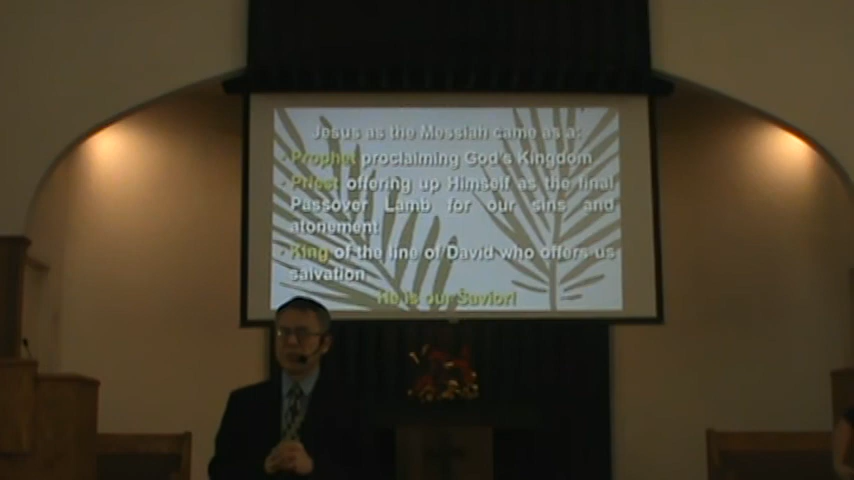 Jesus as the Messiah came as a:
• Prophet proclaiming God's Kingdom
• Priest offering up Himself as the final
Passover Lamb for our sins and
atonement
• King of the line of David who offers us
salvation
He is our Savior!